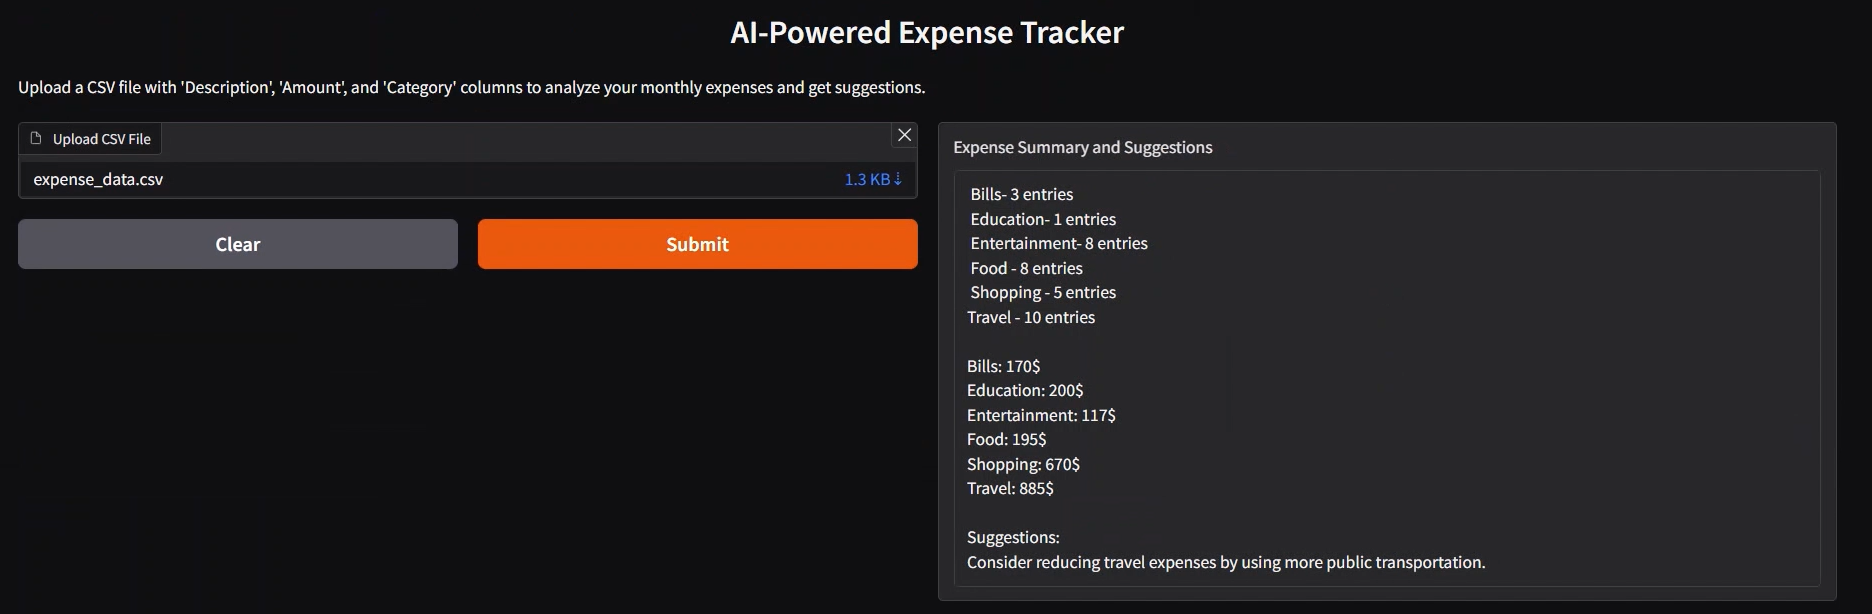 AI-Powered Expense Tracker
Upload a CSV file with 'Description', 'Amount', and 'Category' columns to analyze your monthly expenses and get suggestions.
Upload CSV File
expense_data.csv
1.3 KB ⇣
Clear
Submit
Expense Summary and Suggestions
Bills- 3 entries
Education- 1 entries
Entertainment- 8 entries
Food - 8 entries
Shopping - 5 entries
Travel - 10 entries
Bills: 170$
Education: 200$
Entertainment: 117$
Food: 195$
Shopping: 670$
Travel: 885$
Suggestions:
Consider reducing travel expenses by using more public transportation.